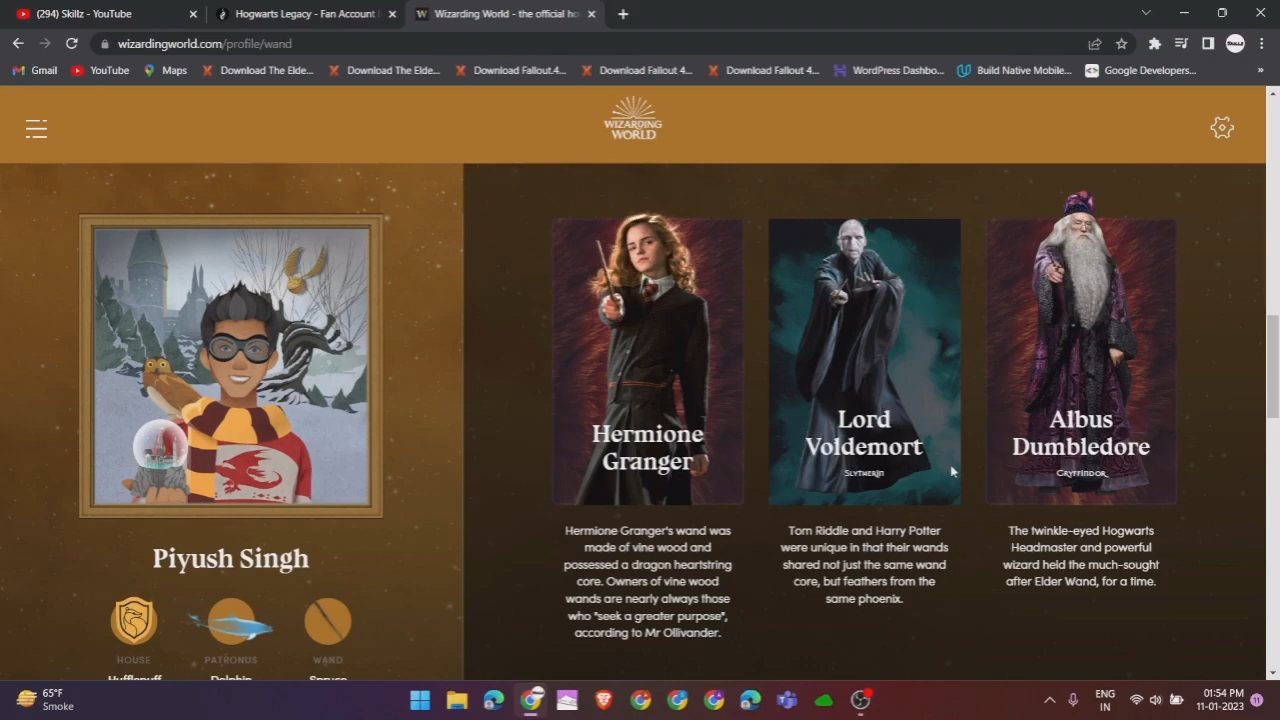 (294) Skillz - YouTube
Hogwarts Legacy - Fan Account
Wizarding World - the official ho
wizardingworld.com/profile/wand
Gmail
YouTube
Maps
Download The Elde...
Download The Elde...
Download Fallout.4...
Download Fallout 4...
Download Fallout 4...
WordPress Dashbo...
Build Native Mobile...
Google Developers...
»
WIZARDING
WORLD
Hermione
Granger
Lord
Voldemort
Slytherin
Albus
Dumbledore
Gryffindor
Hermione Granger's wand was
made of vine wood and
possessed a dragon heartstring
core. Owners of vine wood
wands are nearly always those
who "seek a greater purpose",
according to Mr Ollivander.
Tom Riddle and Harry Potter
were unique in that their wands
shared not just the same wand
core, but feathers from the
same phoenix.
The twinkle-eyed Hogwarts
Headmaster and powerful
wizard held the much-sought
after Elder Wand, for a time.
Piyush Singh
HOUSE
PATRONUS
WAND
Hufflepuff
Dolphin
Spruce
65°F
Smoke
ENG
IN
01:54 PM
11-01-2023